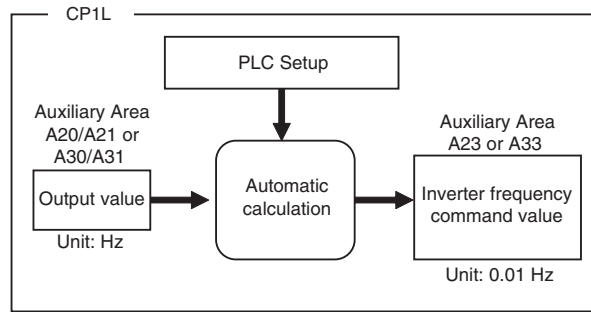 CP1L
PLC Setup
Auxiliary Area
A20/A21 or
A30/A31
Output value
Unit: Hz
Automatic
calculation
Auxiliary Area
A23 or A33
Inverter frequency
command value
Unit: 0.01 Hz